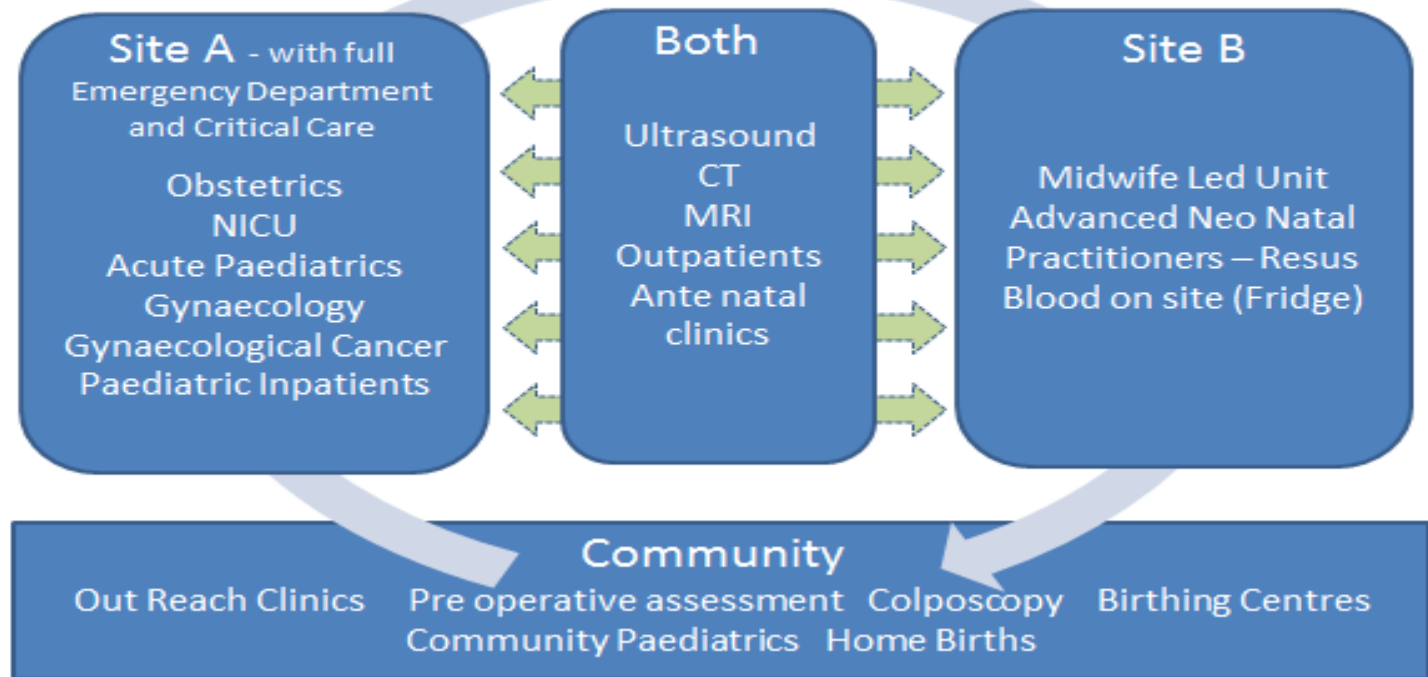 Site A - with full
Emergency Department
and Critical Care
Obstetrics
NICU
Acute Paediatrics
Gynaecology
Gynaecological Cancer
Paediatric Inpatients
Both
Ultrasound
CT
MRI
Outpatients
Ante natal
clinics
Site B
Midwife Led Unit
Advanced Neo Natal
Practitioners – Resus
Blood on site (Fridge)
Community
Out Reach Clinics Pre operative assessment Colposcopy Birthing Centres
Community Paediatrics Home Births